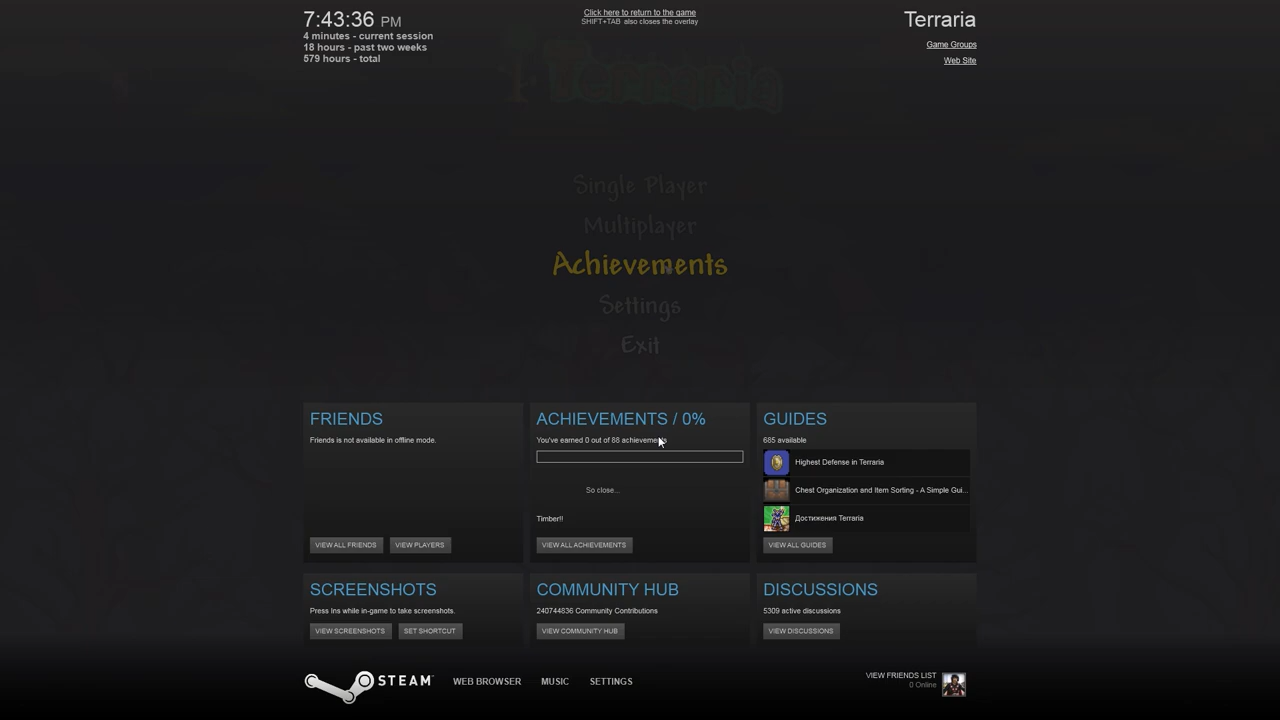 7:43:36 PM
4 minutes - current session
18 hours - past two weeks
579 hours - total
Click here to return to the game
SHIFT+TAB also closes the overlay
Terraria
Game Groups
Web Site
Terraria
Single Player
Multiplayer
Achievements
Settings
Exit
FRIENDS
Friends is not available in offline mode.
VIEW ALL FRIENDS
VIEW PLAYERS
ACHIEVEMENTS / 0%
You've earned 0 out of 88 achievements
So close...
Timber!!
VIEW ALL ACHIEVEMENTS
GUIDES
685 available
Highest Defense in Terraria
Chest Organization and Item Sorting - A Simple Gui...
Достижения Terraria
VIEW ALL GUIDES
SCREENSHOTS
Press Ins while in-game to take screenshots.
VIEW SCREENSHOTS
SET SHORTCUT
COMMUNITY HUB
240744836 Community Contributions
VIEW COMMUNITY HUB
DISCUSSIONS
5309 active discussions
VIEW DISCUSSIONS
STEAM
WEB BROWSER
MUSIC
SETTINGS
VIEW FRIENDS LIST
0 Online